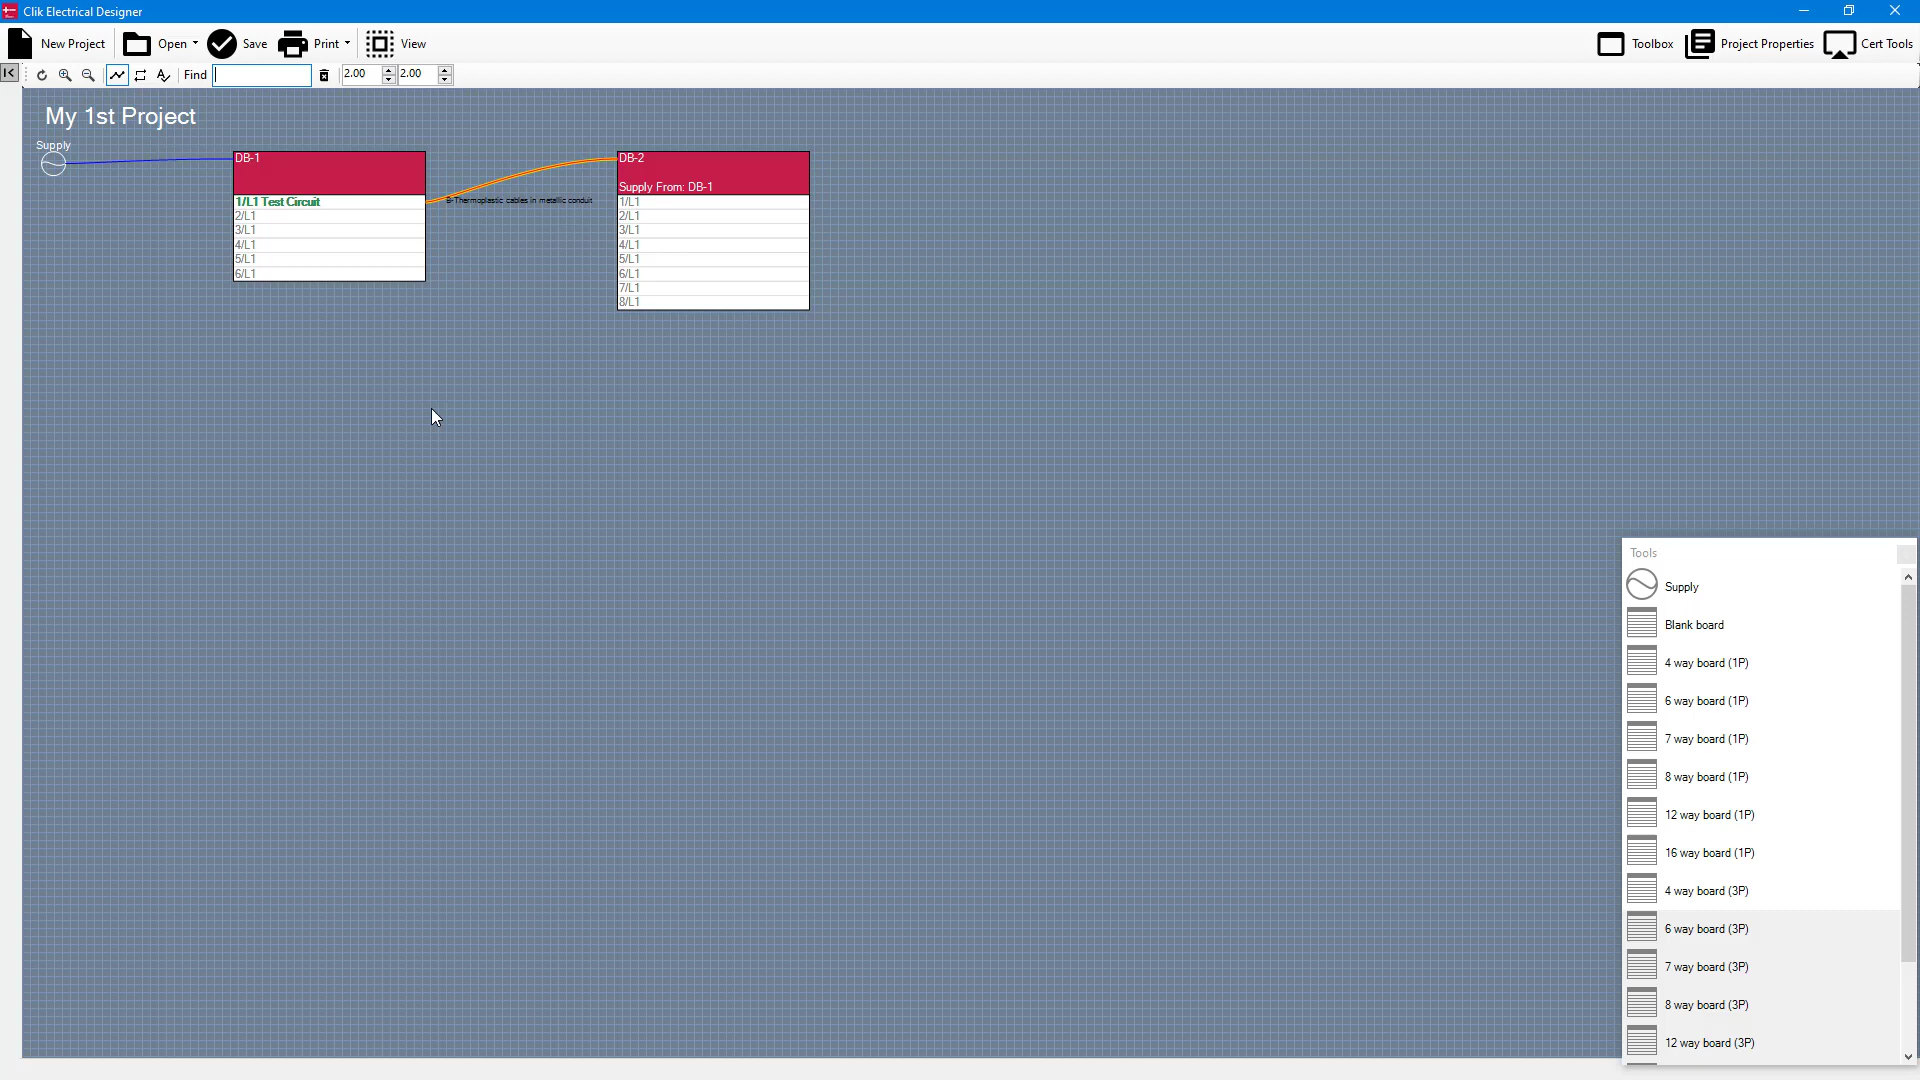 Clik Electrical Designer
New Project
Open
Save
Print
View
Toolbox
Project Properties
Cert Tools
Find
2.00
2.00
My 1st Project
Supply
DB-1
1/L1 Test Circuit
2/L1
3/L1
4/L1
5/L1
6/L1
B-Thermoplastic cables in metallic conduit
DB-2
Supply From: DB-1
1/L1
2/L1
3/L1
4/L1
5/L1
6/L1
7/L1
8/L1
Tools
Supply
Blank board
4 way board (1P)
6 way board (1P)
7 way board (1P)
8 way board (1P)
12 way board (1P)
16 way board (1P)
4 way board (3P)
6 way board (3P)
7 way board (3P)
8 way board (3P)
12 way board (3P)